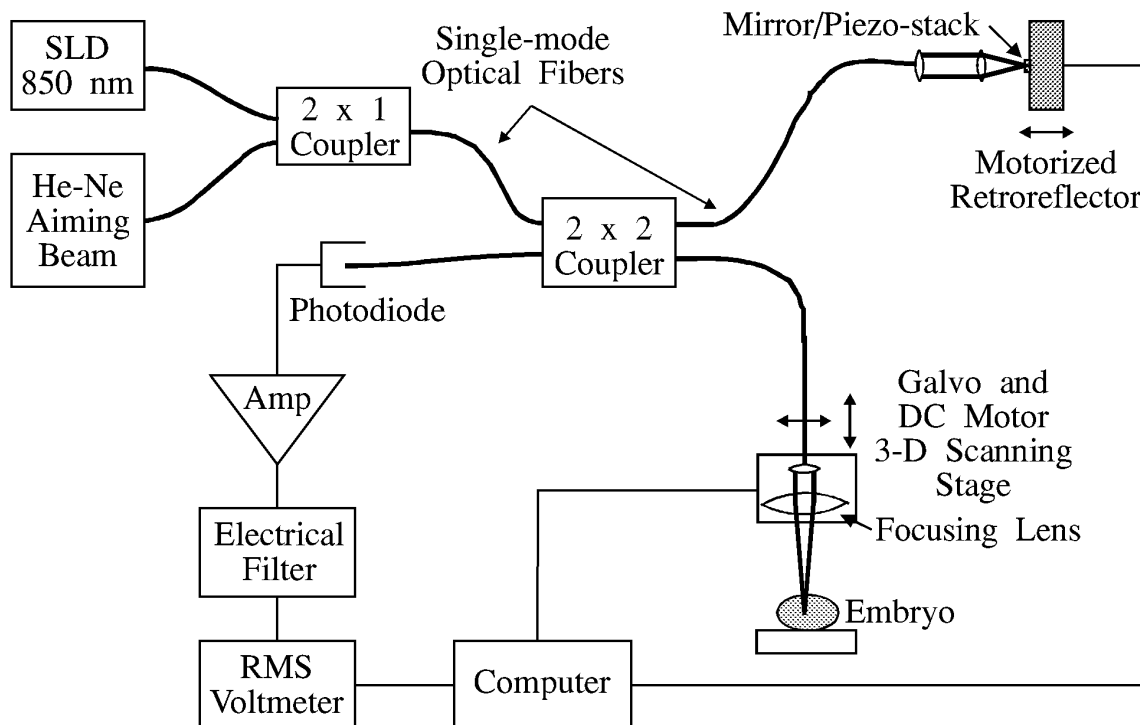 SLD
850 nm
He-Ne
Aiming
Beam
2 x 1
Coupler
Single-mode
Optical Fibers
2 x 2
Coupler
Mirror/Piezo-stack
Motorized
Retroreflector
Photodiode
Amp
Electrical
Filter
RMS
Voltmeter
Computer
Galvo and
DC Motor
3-D Scanning
Stage
Focusing Lens
Embryo